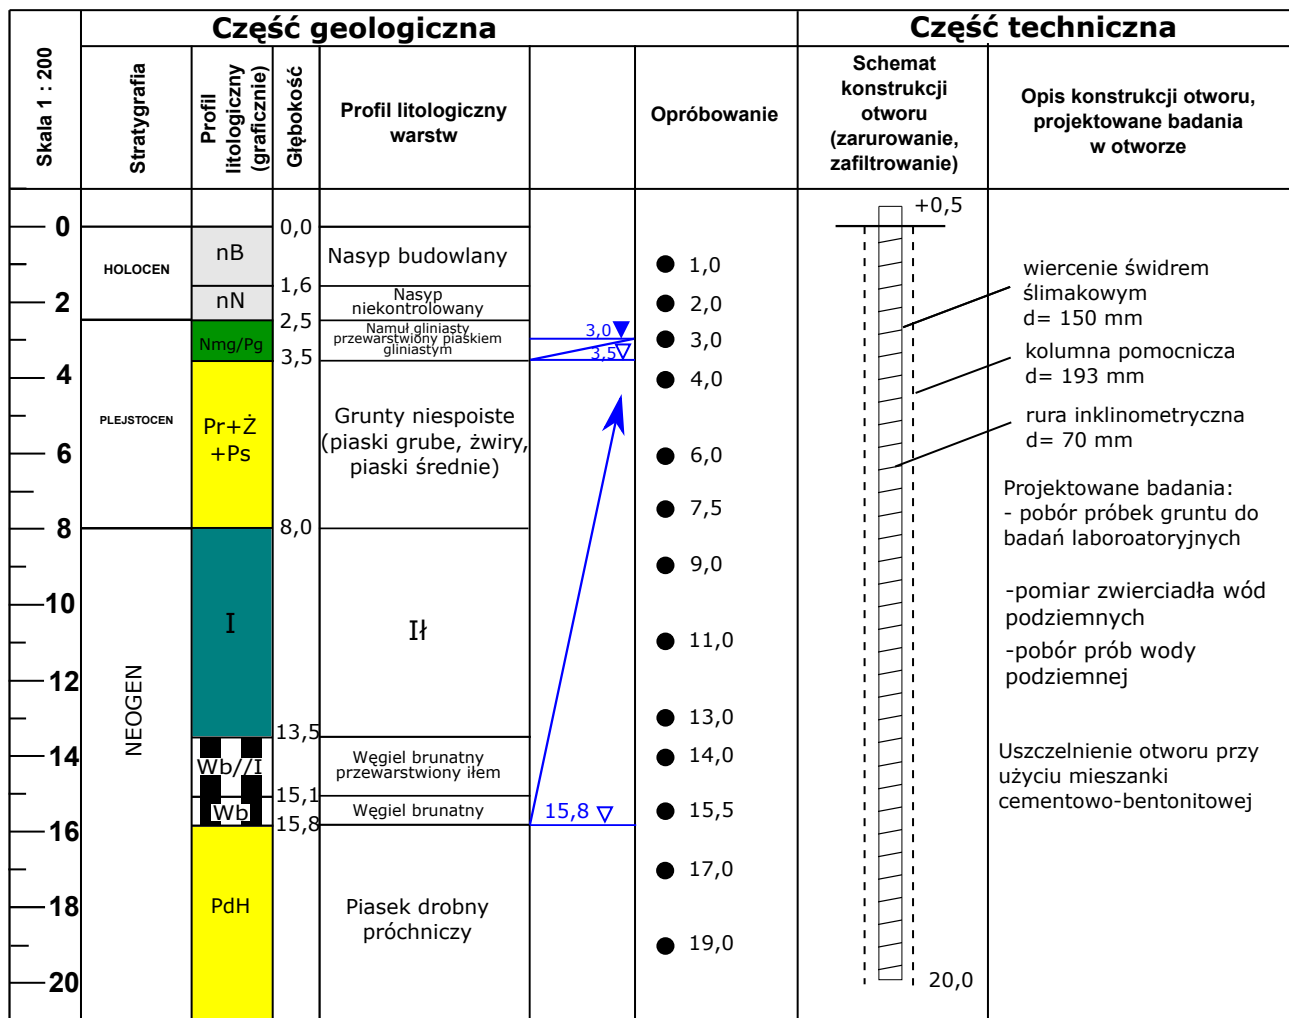 Część geologiczna
Część techniczna
Skala 1 : 200
Stratygrafia
Profil
litologiczny
(graficznie)
Głębokość
Profil litologiczny
warstw
Opróbowanie
Schemat
konstrukcji
otworu
(zarurowanie,
zafiltrowanie)
Opis konstrukcji otworu,
projektowane badania
w otworze
0
2
4
6
8
10
12
14
16
18
20
HOLOCEN
PLEJSTOCEN
NEOGEN
nB
nN
Nmg/Pg
Pr+Ż
+Ps
I
Wb//I
Wb
PdH
0,0
1,6
2,5
3,5
8,0
13,5
15,1
15,8
Nasyp budowlany
Nasyp
niekontrolowany
Namuł gliniasty
przewarstwiony piaskiem
gliniastym
Grunty niespoiste
(piaski grube, żwiry,
piaski średnie)
Ił
Węgiel brunatny
przewarstwiony iłem
Węgiel brunatny
Piasek drobny
próchniczy
3,0
3,5
15,8
1,0
2,0
3,0
4,0
6,0
7,5
9,0
11,0
13,0
14,0
15,5
17,0
19,0
+0,5
20,0
wiercenie świdrem
ślimakowym
d= 150 mm
kolumna pomocnicza
d= 193 mm
rura inklinometryczna
d= 70 mm
Projektowane badania:
- pobór próbek gruntu do
badań laboroatoryjnych
-pomiar zwierciadła wód
podziemnych
-pobór prób wody
podziemnej
Uszczelnienie otworu przy
użyciu mieszanki
cementowo-bentonitowej